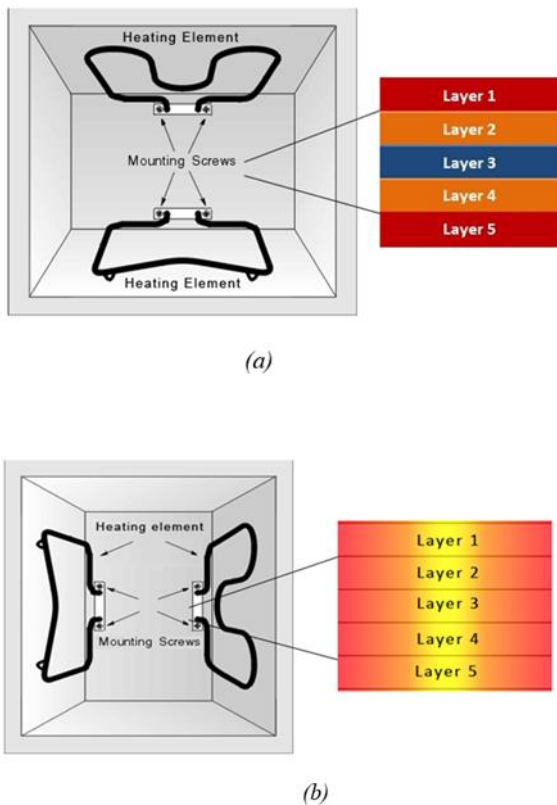 Heating Element
Layer 1
Layer 2
Mounting Screws
Layer 3
Layer 4
Layer 5
Heating Element
(a)
Heating element
Layer 1
Layer 2
Layer 3
Layer 4
Mounting Screws
Layer 5
(b)